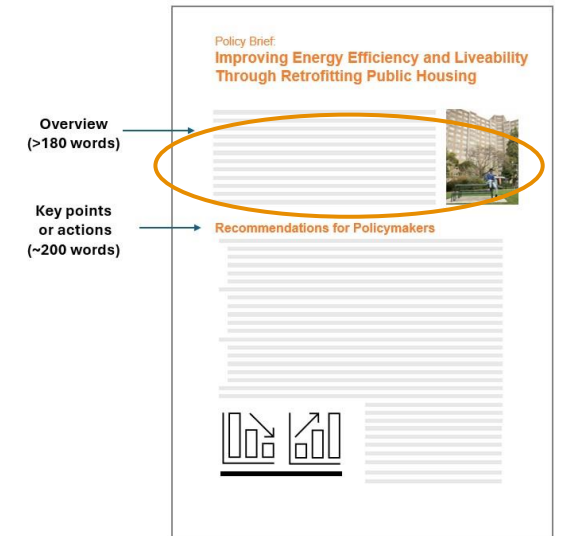 Policy Brief:
Improving Energy Efficiency and Liveability
Through Retrofitting Public Housing
Overview
(>180 words)
Key points
or actions
(~200 words)
Recommendations for Policymakers